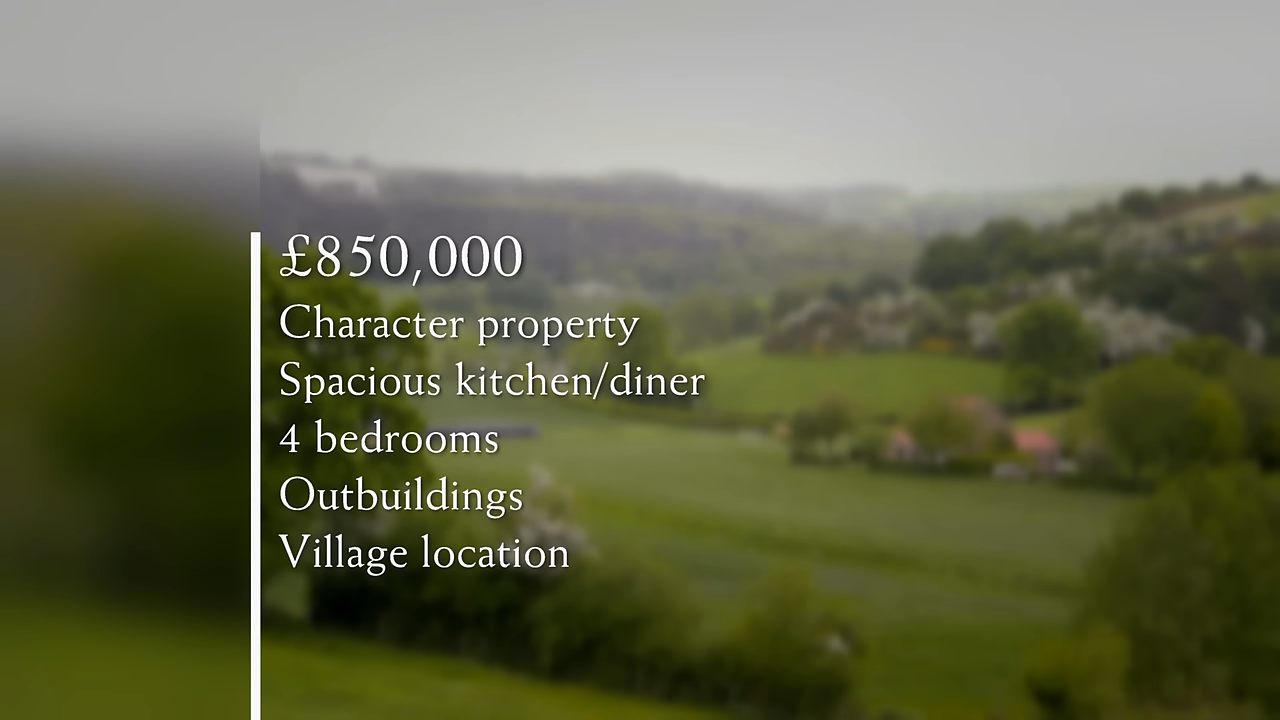 £850,000
Character property
Spacious kitchen/diner
4 bedrooms
Outbuildings
Village location